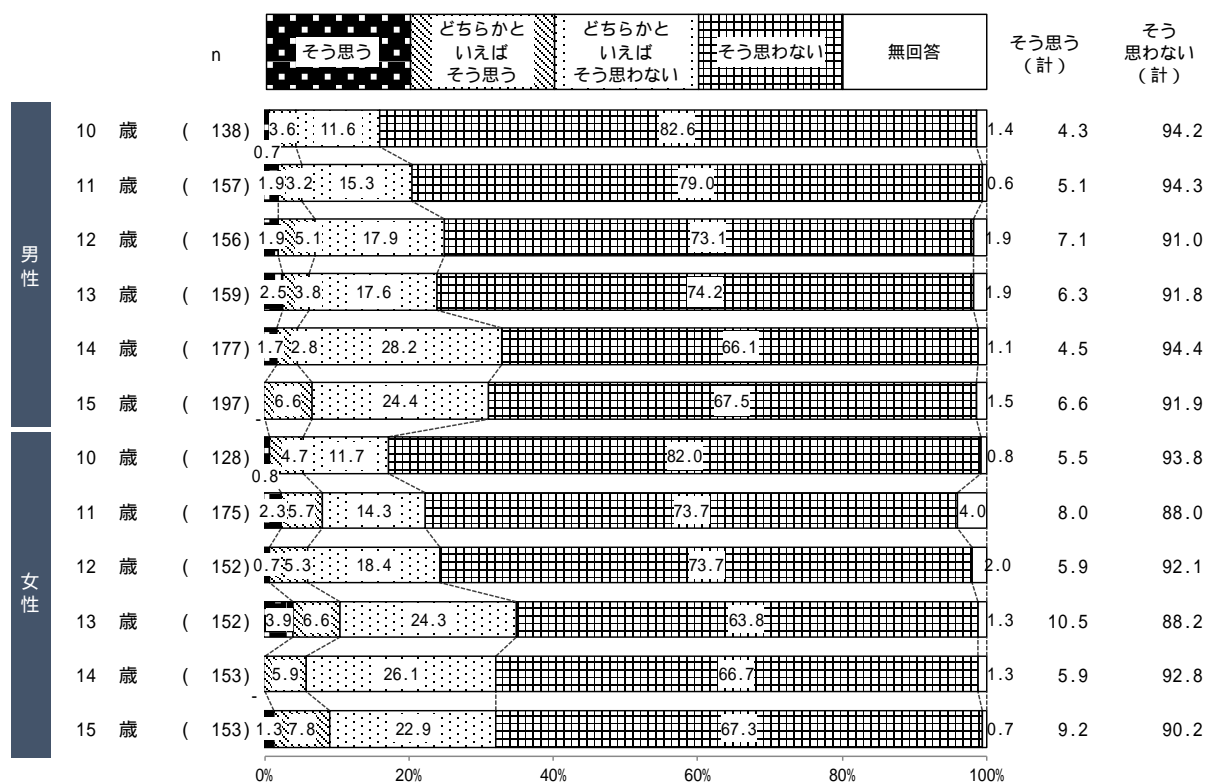 n
そう思う
どちらかと
いえば
そう思う
どちらかと
いえば
そう思わない
そう思わない
無回答
そう思う
（計）
そう
思わない
（計）
男性
10 歳 ( 138) 0.7 3.6 11.6 82.6 1.4 4.3 94.2
11 歳 ( 157) 1.9 3.2 15.3 79.0 0.6 5.1 94.3
12 歳 ( 156) 1.9 5.1 17.9 73.1 1.9 7.1 91.0
13 歳 ( 159) 2.5 3.8 17.6 74.2 1.9 6.3 91.8
14 歳 ( 177) 1.7 2.8 28.2 66.1 1.1 4.5 94.4
15 歳 ( 197) - 6.6 24.4 67.5 1.5 6.6 91.9
女性
10 歳 ( 128) 0.8 4.7 11.7 82.0 0.8 5.5 93.8
11 歳 ( 175) 2.3 5.7 14.3 73.7 4.0 8.0 88.0
12 歳 ( 152) 0.7 5.3 18.4 73.7 2.0 5.9 92.1
13 歳 ( 152) 3.9 6.6 24.3 63.8 1.3 10.5 88.2
14 歳 ( 153) - 5.9 26.1 66.7 1.3 5.9 92.8
15 歳 ( 153) 1.3 7.8 22.9 67.3 0.7 9.2 90.2
0% 20% 40% 60% 80% 100%